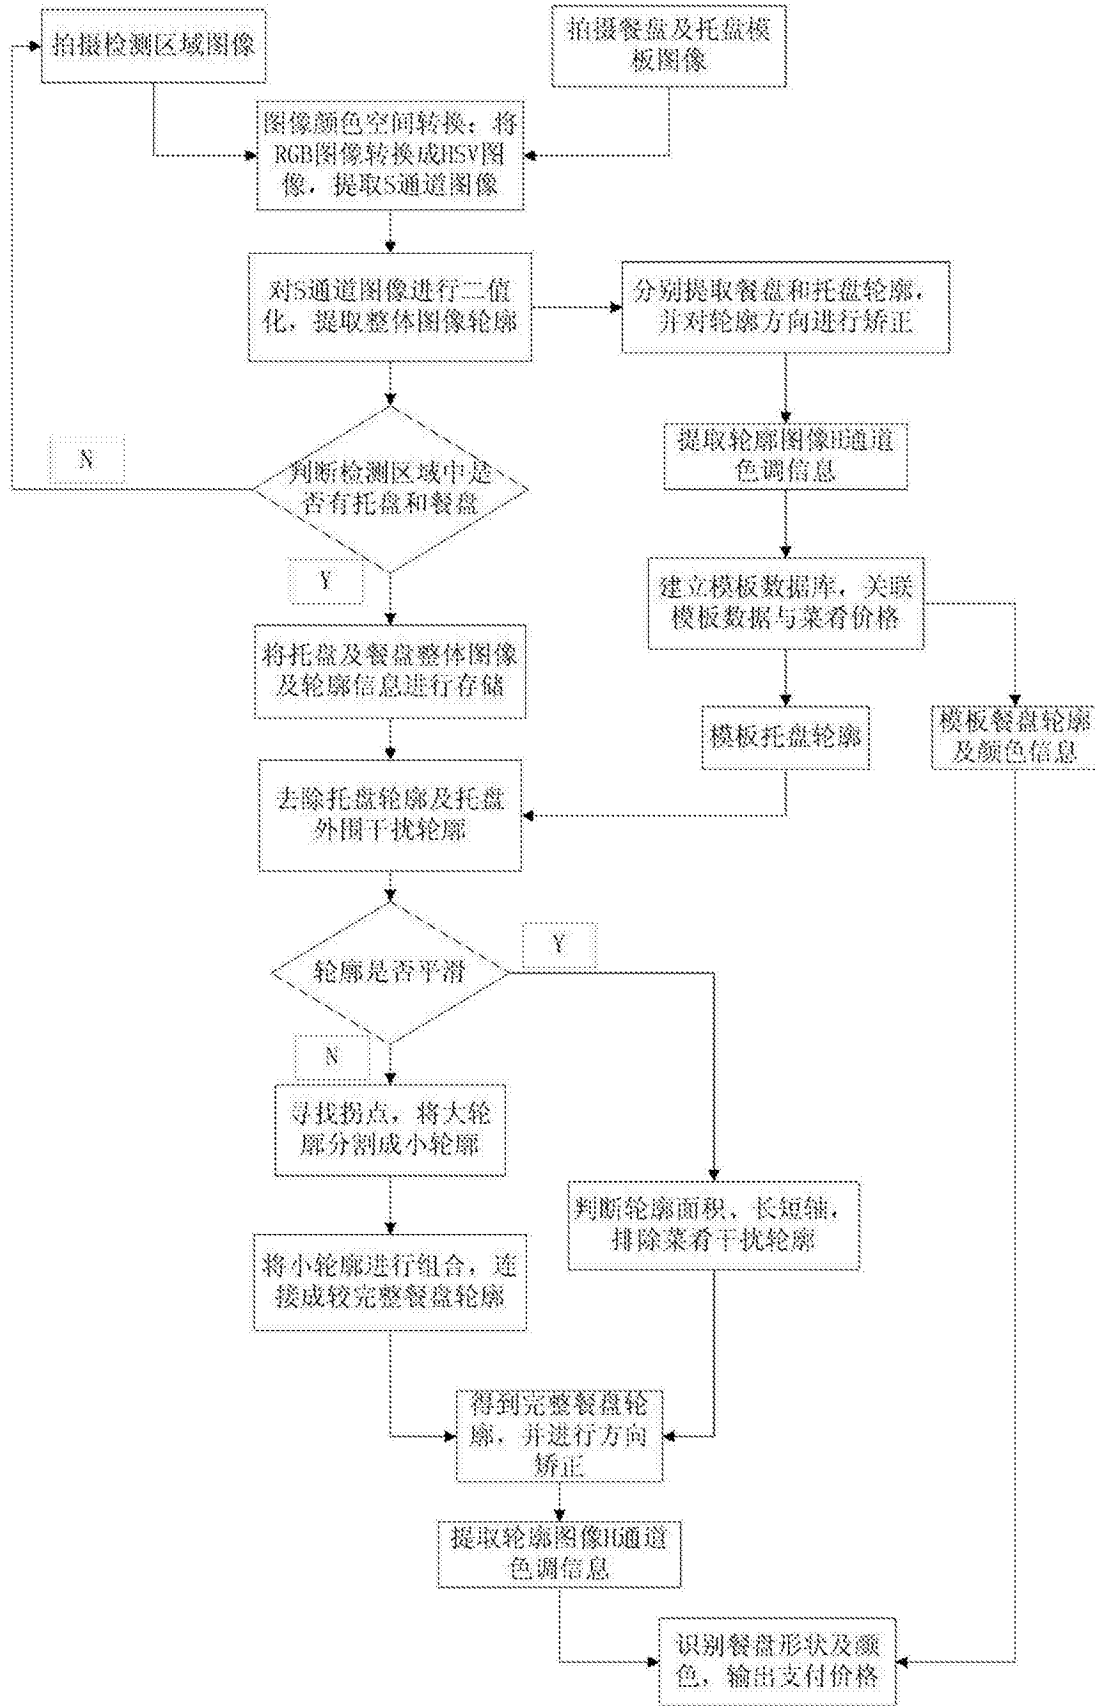 拍摄检测区域图像
拍摄餐盘及托盘模
板图像
图像颜色空间转换：将
RGB图像转换成HSV图
像，提取S通道图像
对S通道图像进行二值
化，提取整体图像轮廓
分别提取餐盘和托盘轮廓，
并对轮廓方向进行矫正
N
判断检测区域中是
否有托盘和餐盘
提取轮廓图像H通道
色调信息
Y
建立模板数据库，关联
模板数据与菜肴价格
将托盘及餐盘整体图像
及轮廓信息进行存储
模板托盘轮廓
模板餐盘轮廓
及颜色信息
去除托盘轮廓及托盘
外围干扰轮廓
Y
轮廓是否平滑
N
寻找拐点，将大轮
廓分割成小轮廓
判断轮廓面积、长短轴，
排除菜肴干扰轮廓
将小轮廓进行组合，连
接成较完整餐盘轮廓
得到完整餐盘轮
廓，并进行方向
矫正
提取轮廓图像H通道
色调信息
识别餐盘形状及颜
色，输出支付价格